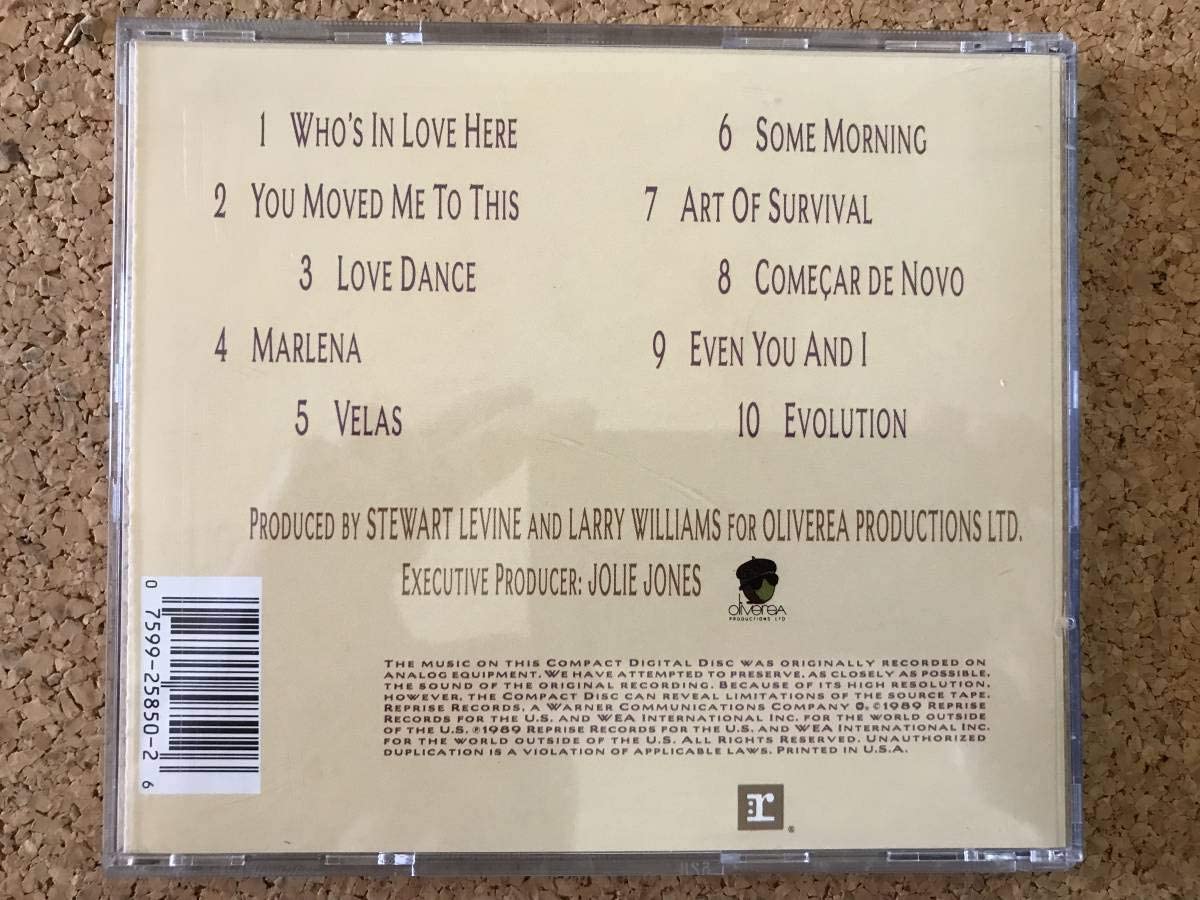 1 WHO'S IN LOVE HERE
2 YOU MOVED ME TO THIS
3 LOVE DANCE
4 MARLENA
5 VELAS
6 SOME MORNING
7 ART OF SURVIVAL
8 COMEÇAR DE NOVO
9 EVEN YOU AND I
10 EVOLUTION
PRODUCED BY STEWART LEVINE AND LARRY WILLIAMS FOR OLIVEREA PRODUCTIONS LTD.
EXECUTIVE PRODUCER: JOLIE JONES
oliverea
PRODUCTIONS LTD
0 7599-25850-2 6
THE MUSIC ON THIS COMPACT DIGITAL DISC WAS ORIGINALLY RECORDED ON
ANALOG EQUIPMENT. WE HAVE ATTEMPTED TO PRESERVE, AS CLOSELY AS POSSIBLE,
THE SOUND OF THE ORIGINAL RECORDING. BECAUSE OF ITS HIGH RESOLUTION,
HOWEVER, THE COMPACT DISC CAN REVEAL LIMITATIONS OF THE SOURCE TAPE.
REPRISE RECORDS, A WARNER COMMUNICATIONS COMPANY ©1989 REPRISE
RECORDS FOR THE U.S. AND WEA INTERNATIONAL INC. FOR THE WORLD OUTSIDE
OF THE U.S. ℗1989 REPRISE RECORDS FOR THE U.S. AND WEA INTERNATIONAL INC.
FOR THE WORLD OUTSIDE OF THE U.S. ALL RIGHTS RESERVED. UNAUTHORIZED
DUPLICATION IS A VIOLATION OF APPLICABLE LAWS. PRINTED IN U.S.A.
:r ®